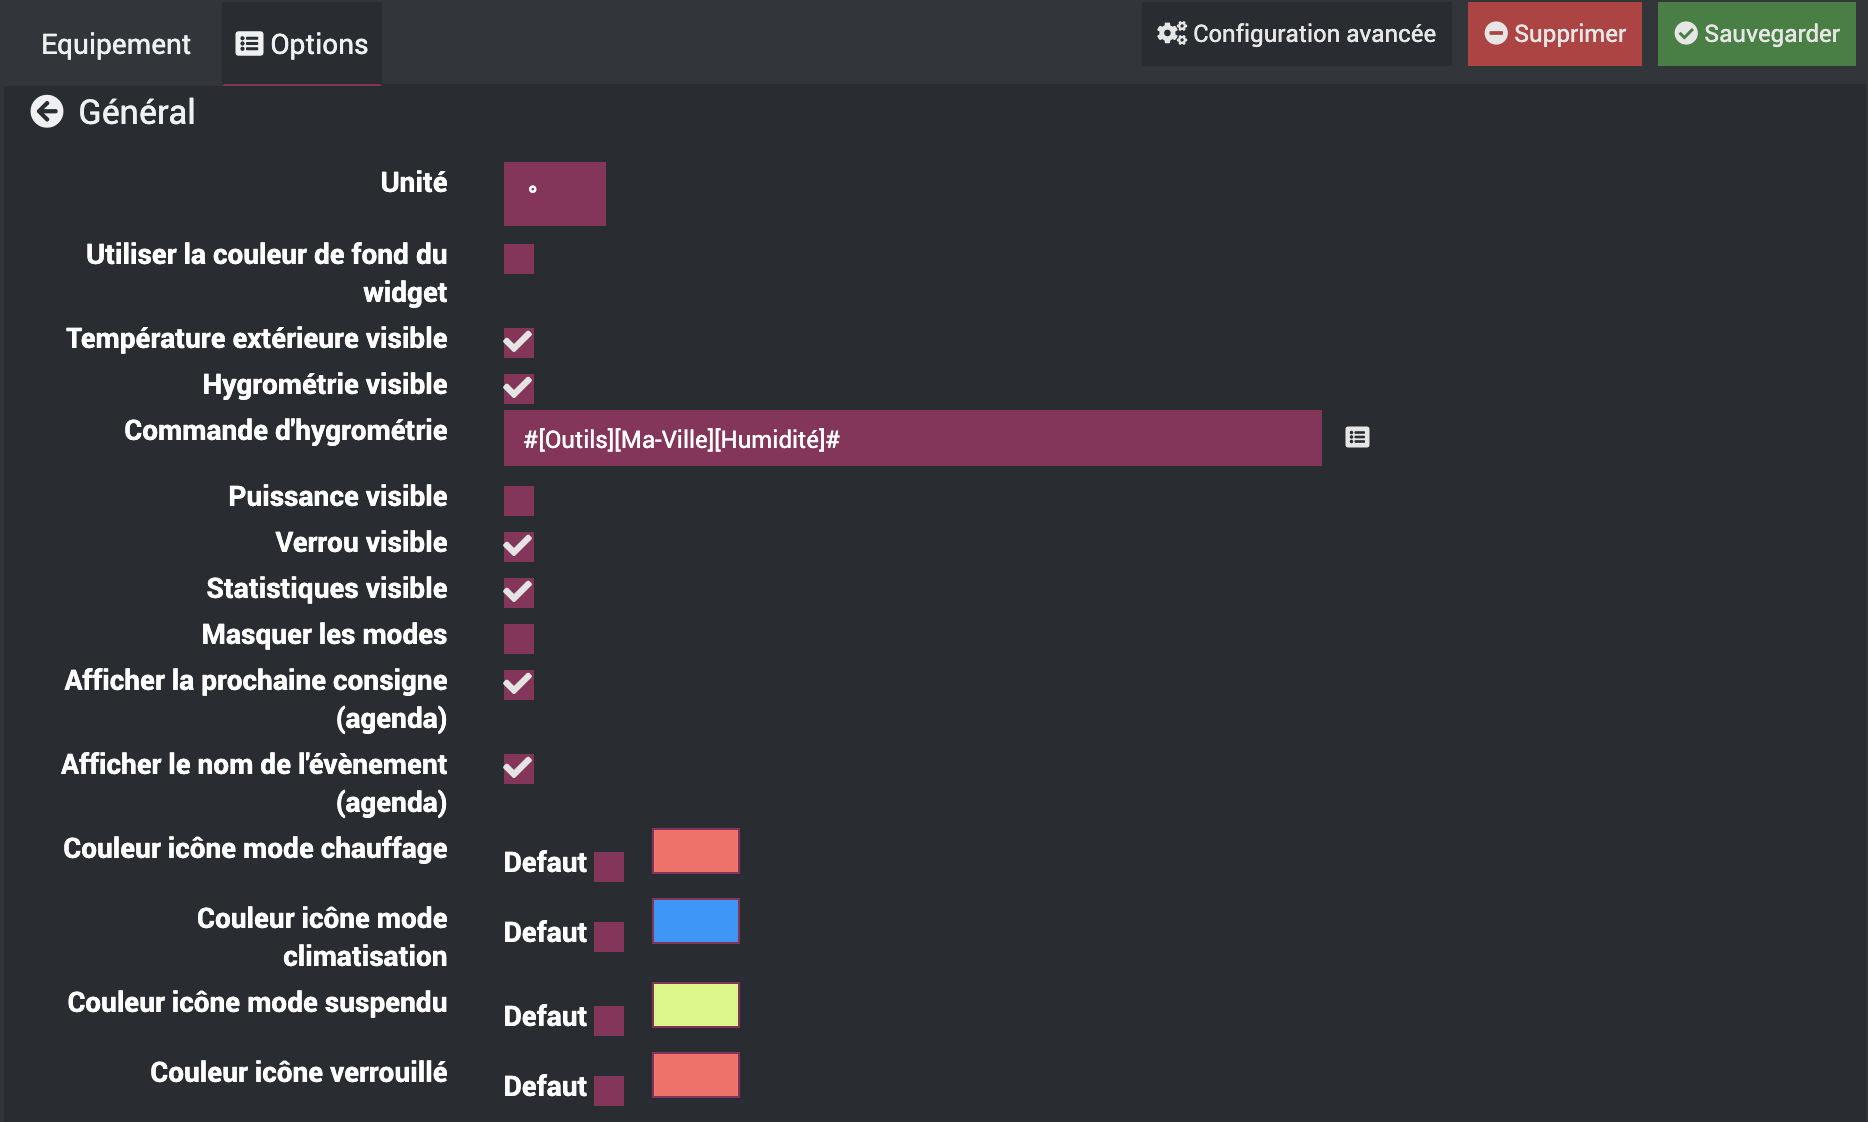 Equipement
Options
Configuration avancée
Supprimer
Sauvegarder
Général
Unité
°
Utiliser la couleur de fond du
widget
Température extérieure visible
Hygrométrie visible
Commande d'hygrométrie
#[Outils][Ma-Ville][Humidité]#
Puissance visible
Verrou visible
Statistiques visible
Masquer les modes
Afficher la prochaine consigne
(agenda)
Afficher le nom de l'évènement
(agenda)
Couleur icône mode chauffage
Defaut
Couleur icône mode
climatisation
Defaut
Couleur icône mode suspendu
Defaut
Couleur icône verrouillé
Defaut